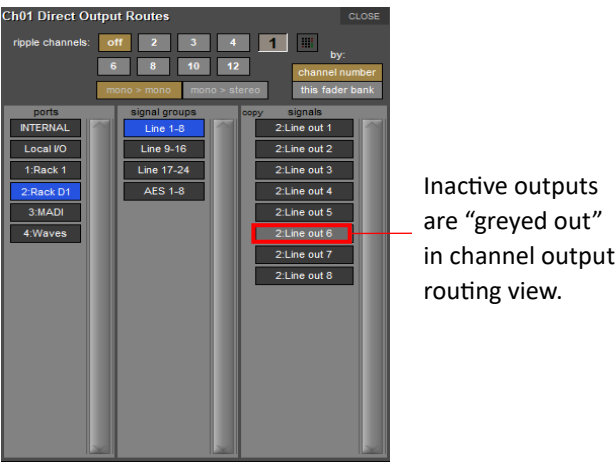 Ch01 Direct Output Routes CLOSE
ripple channels: off 2 3 4 1
by:
6 8 10 12 channel number
mono > mono mono > stereo this fader bank
ports signal groups copy signals
INTERNAL Line 1-8 2:Line out 1
Local I/O Line 9-16 2:Line out 2
1:Rack 1 Line 17-24 2:Line out 3
2:Rack D1 AES 1-8 2:Line out 4
3:MADI 2:Line out 5
4:Waves 2:Line out 6
2:Line out 7
2:Line out 8
Inactive outputs
are “greyed out”
in channel output
routing view.